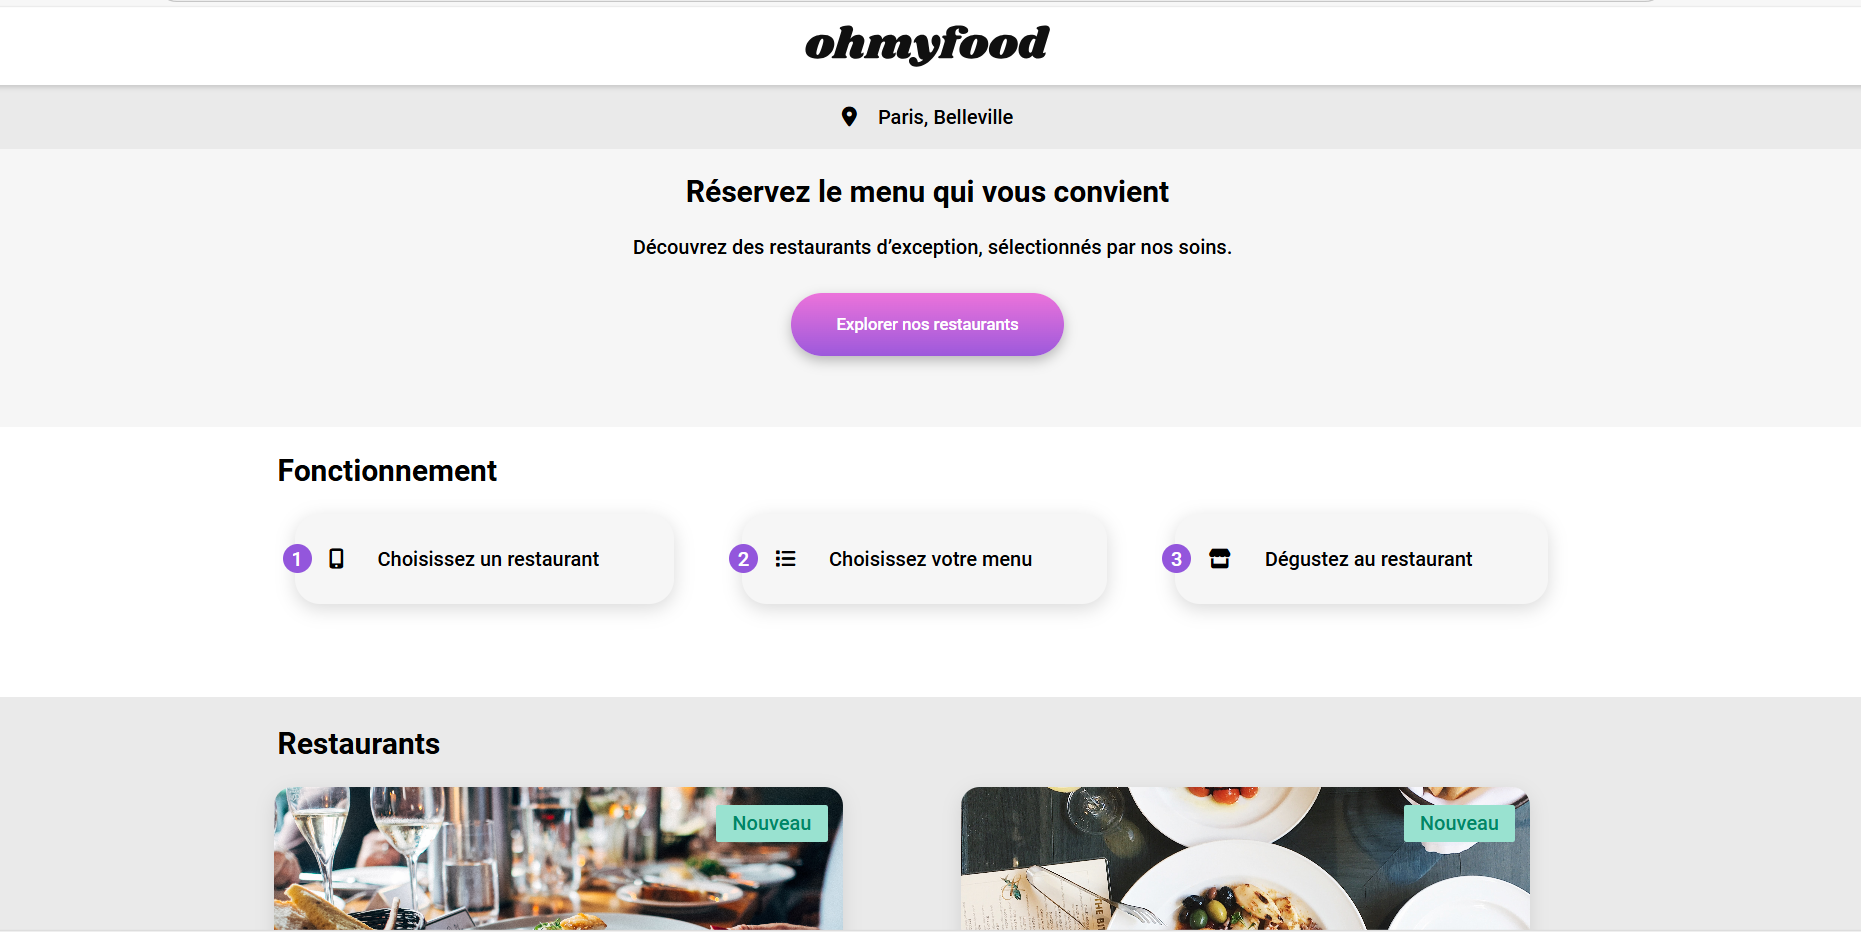 ohmyfood
Paris, Belleville
Réservez le menu qui vous convient
Découvrez des restaurants d’exception, sélectionnés par nos soins.
Explorer nos restaurants
Fonctionnement
1 Choisissez un restaurant
2 Choisissez votre menu
3 Dégustez au restaurant
Restaurants
Nouveau
Nouveau